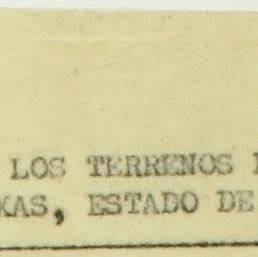 LOS TERRENOS
KAS, ESTADO DE